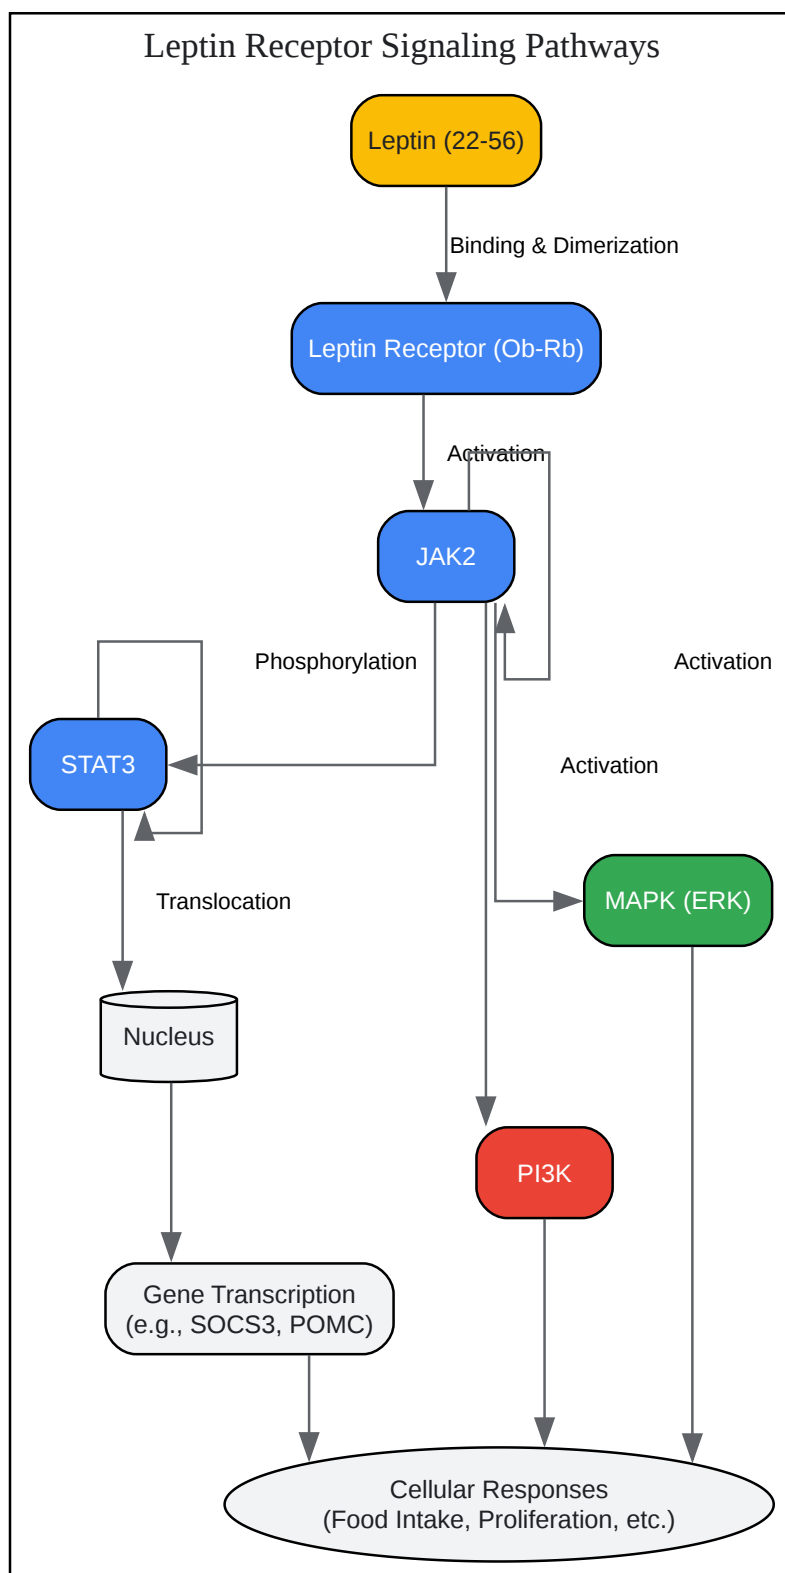 Leptin Receptor Signaling Pathways
Leptin (22-56)
Binding & Dimerization
Leptin Receptor (Ob-Rb)
Activation
JAK2
Phosphorylation
Activation
STAT3
Activation
MAPK (ERK)
Translocation
Nucleus
PI3K
Gene Transcription
(e.g., SOCS3, POMC)
Cellular Responses
(Food Intake, Proliferation, etc.)